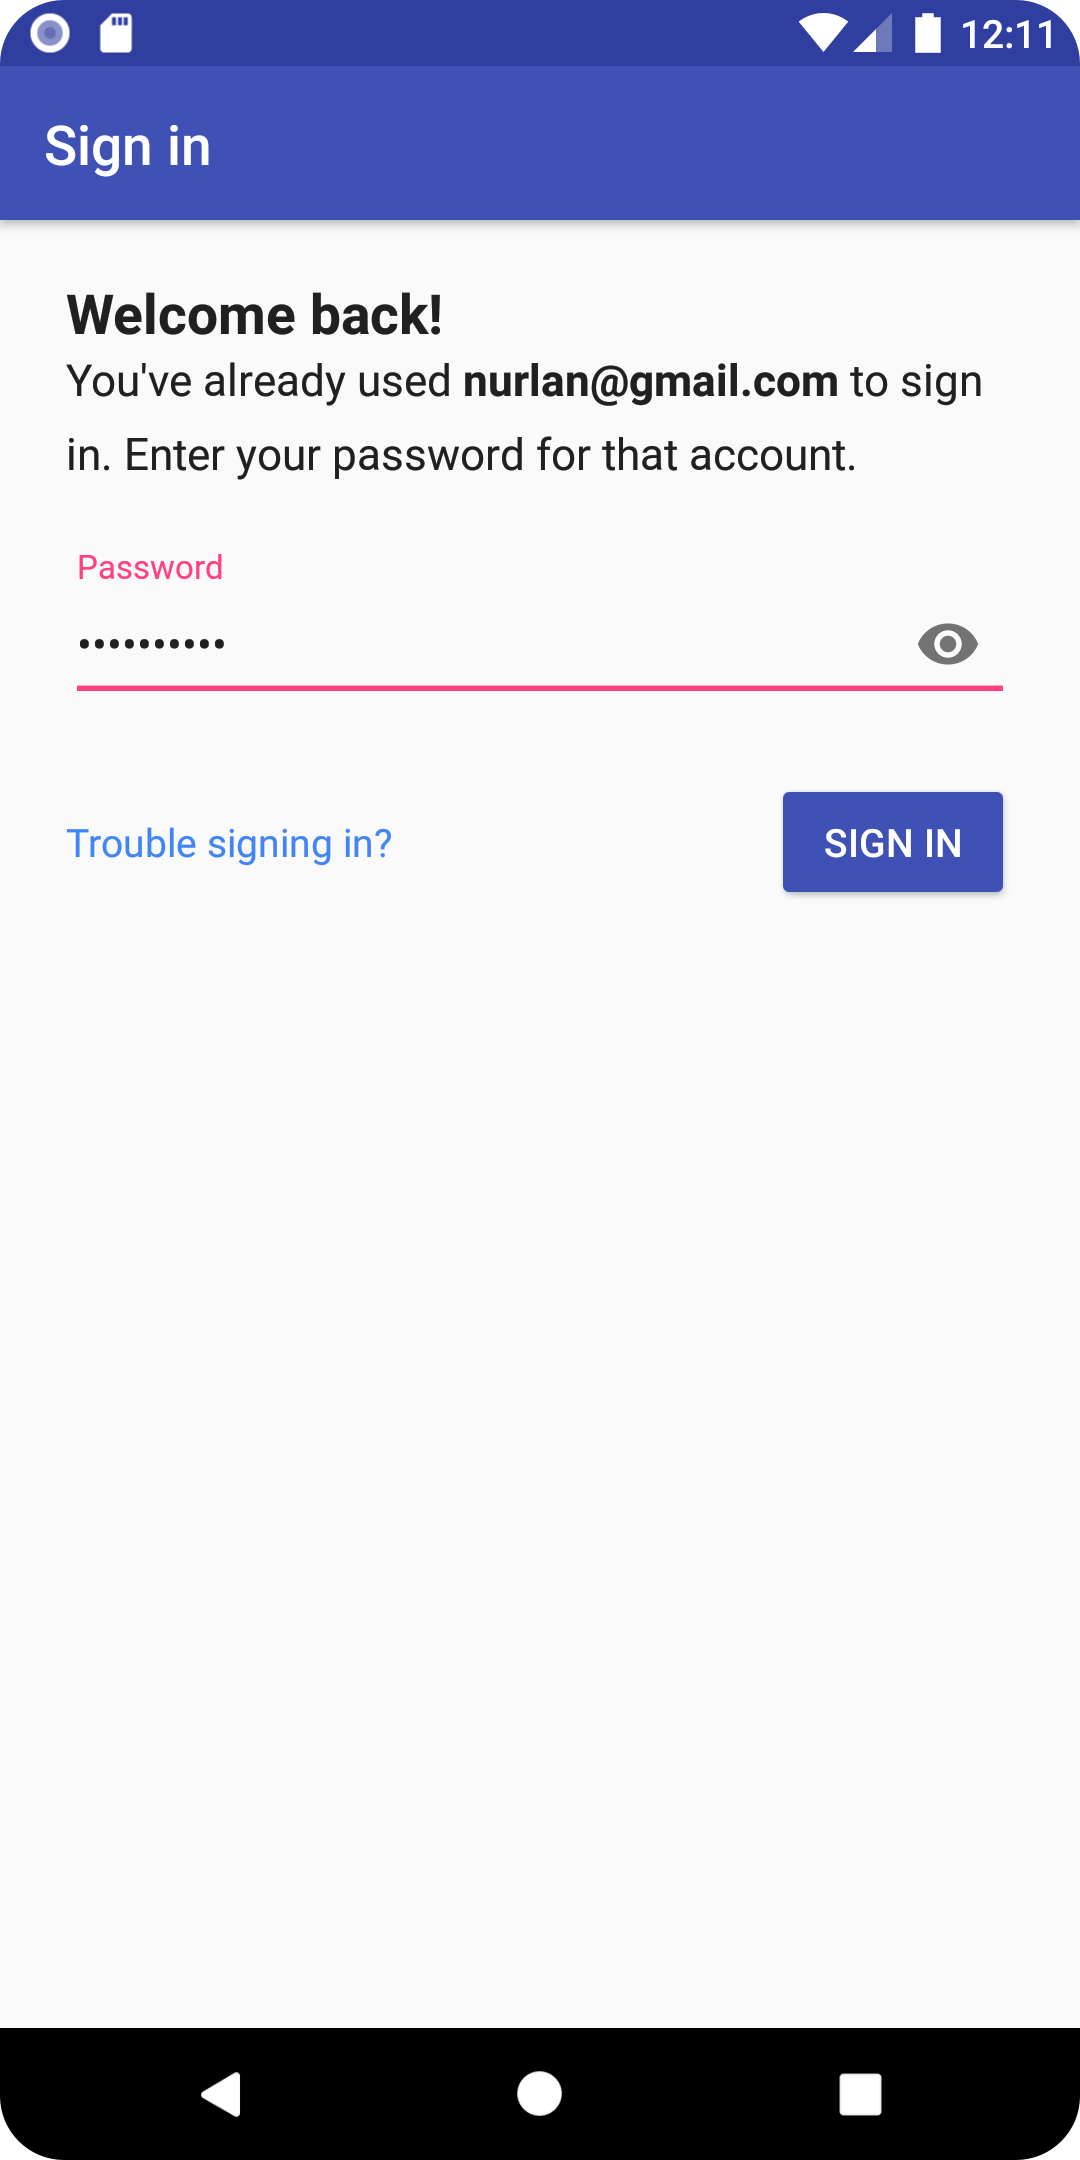 12:11
Sign in
Welcome back!
You've already used nurlan@gmail.com to sign
in. Enter your password for that account.
Password
••••••••••
Trouble signing in?
SIGN IN